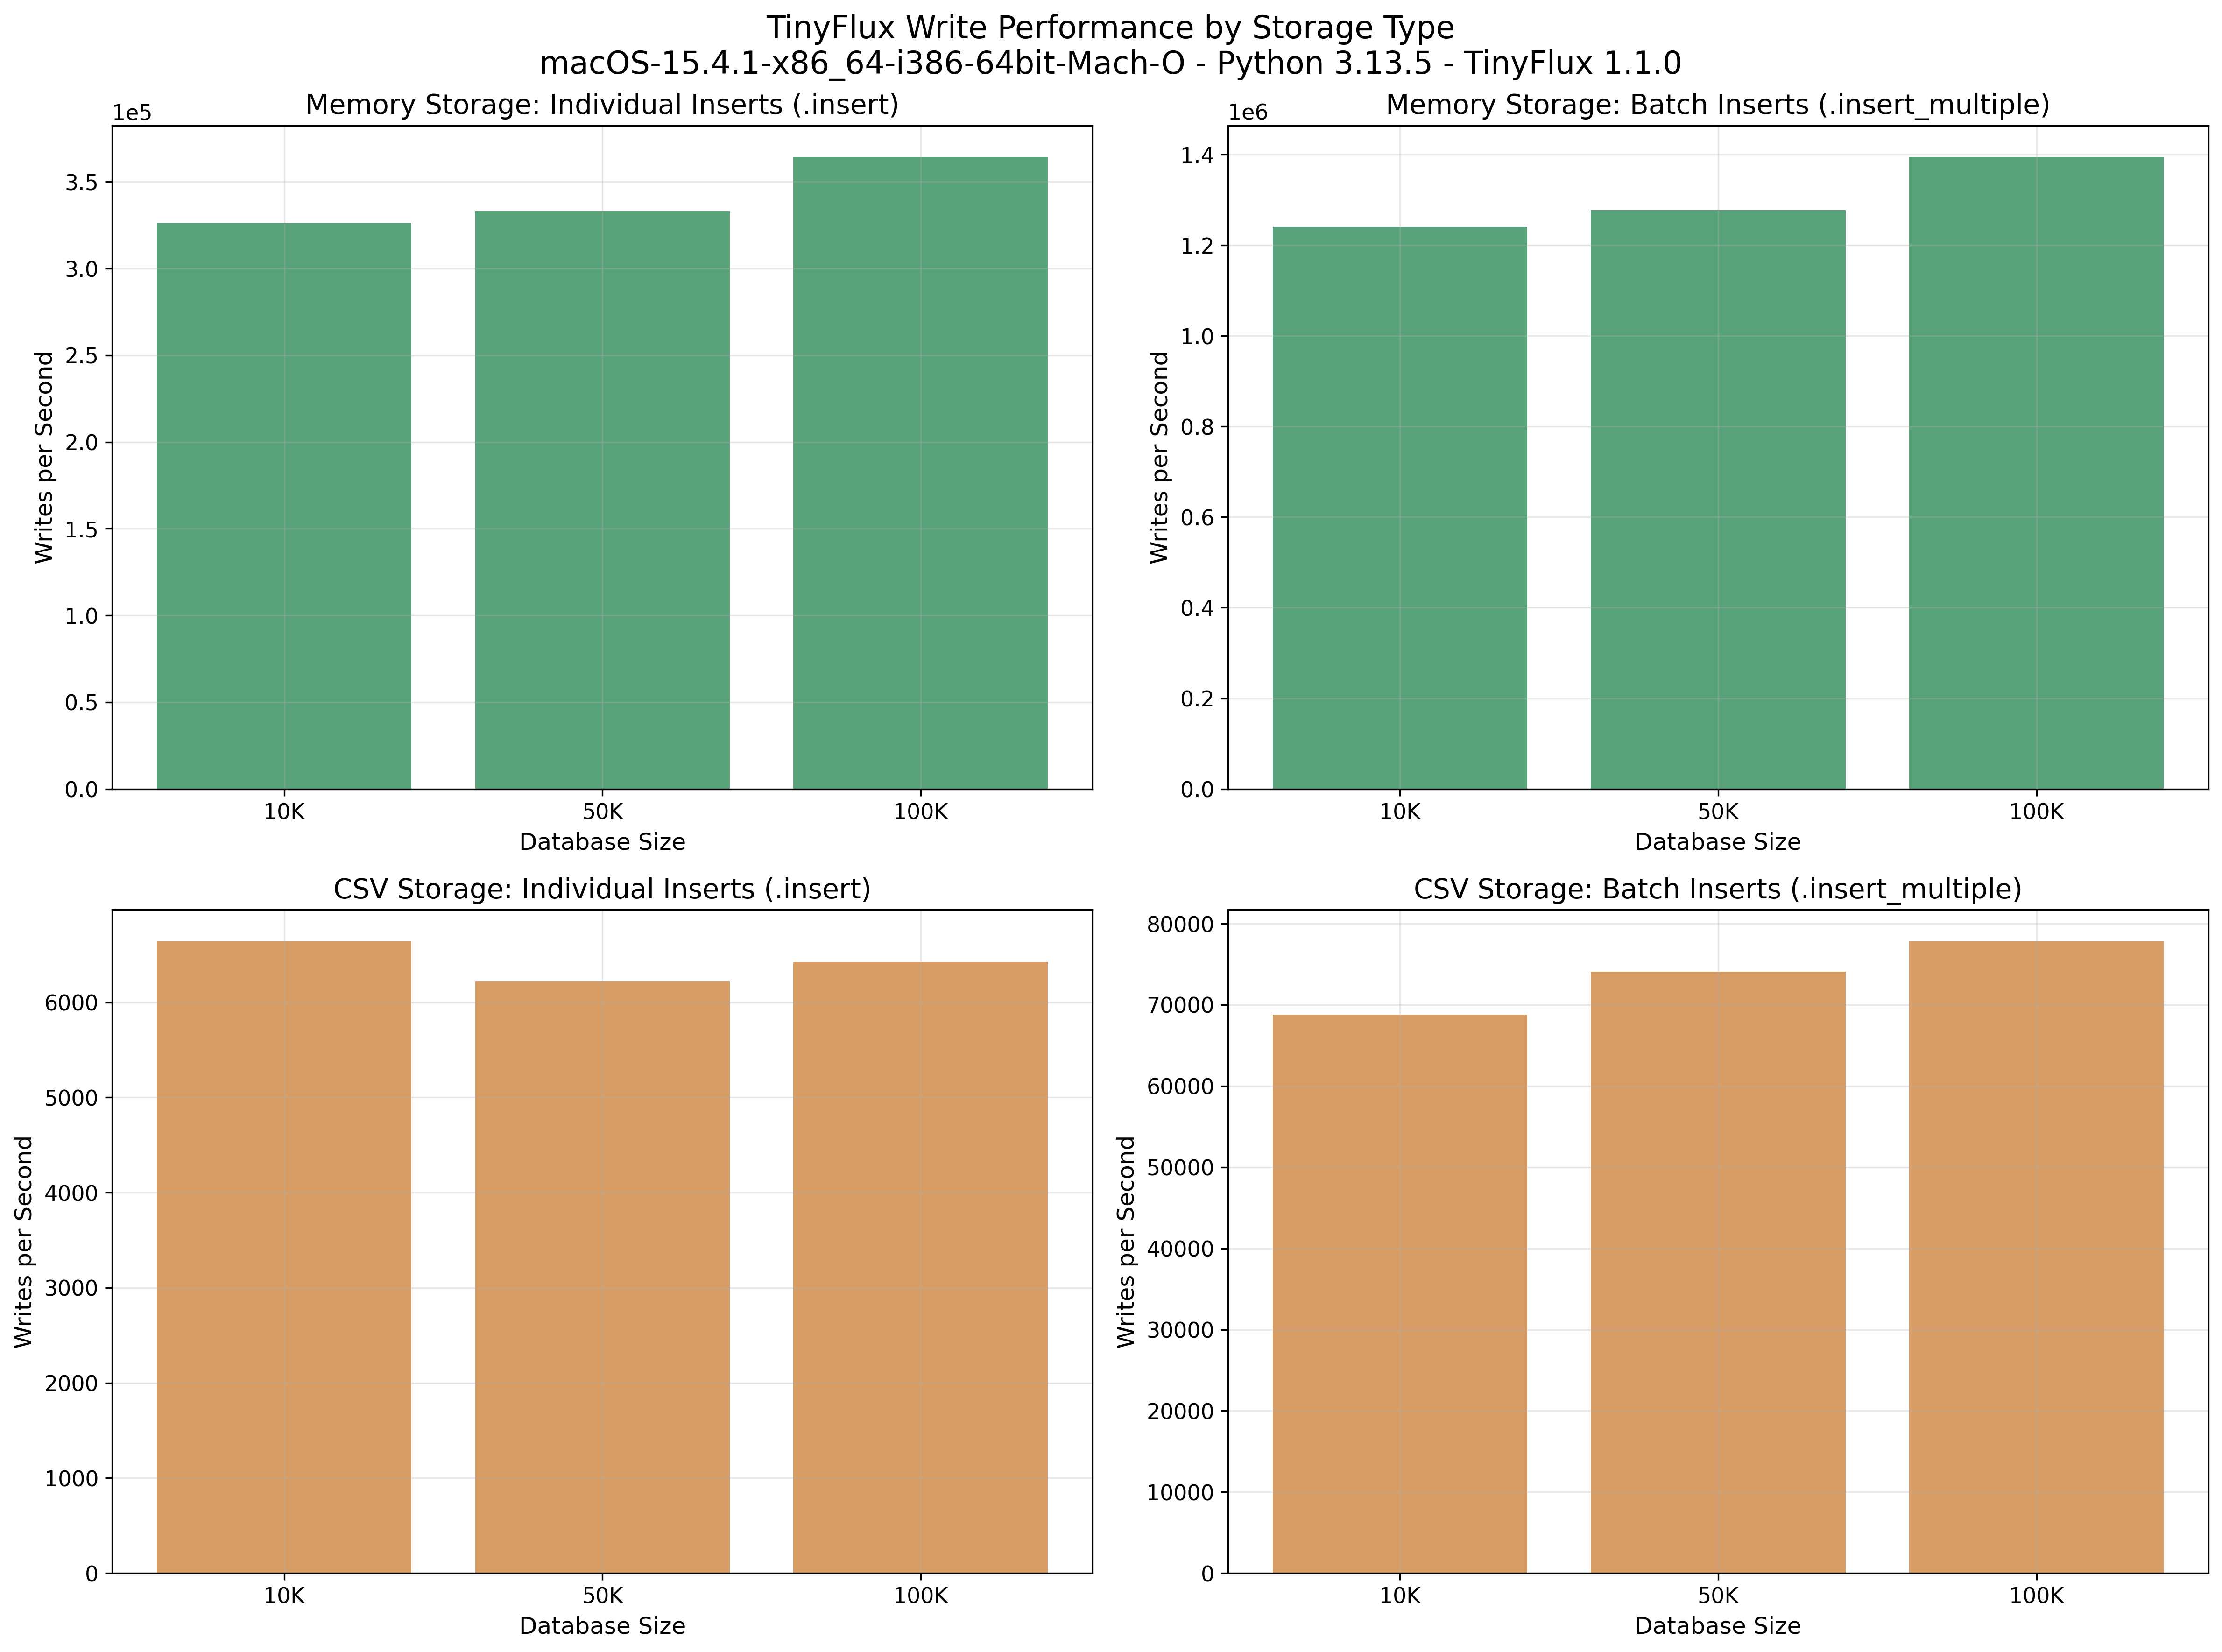 TinyFlux Write Performance by Storage Type
macOS-15.4.1-x86_64-i386-64bit-Mach-O - Python 3.13.5 - TinyFlux 1.1.0
Memory Storage: Individual Inserts (.insert)
1e5
3.5
3.0
2.5
2.0
1.5
1.0
0.5
0.0
Writes per Second
10K 50K 100K
Database Size
Memory Storage: Batch Inserts (.insert_multiple)
1e6
1.4
1.2
1.0
0.8
0.6
0.4
0.2
0.0
Writes per Second
10K 50K 100K
Database Size
CSV Storage: Individual Inserts (.insert)
6000
5000
4000
3000
2000
1000
0
Writes per Second
10K 50K 100K
Database Size
CSV Storage: Batch Inserts (.insert_multiple)
80000
70000
60000
50000
40000
30000
20000
10000
0
Writes per Second
10K 50K 100K
Database Size